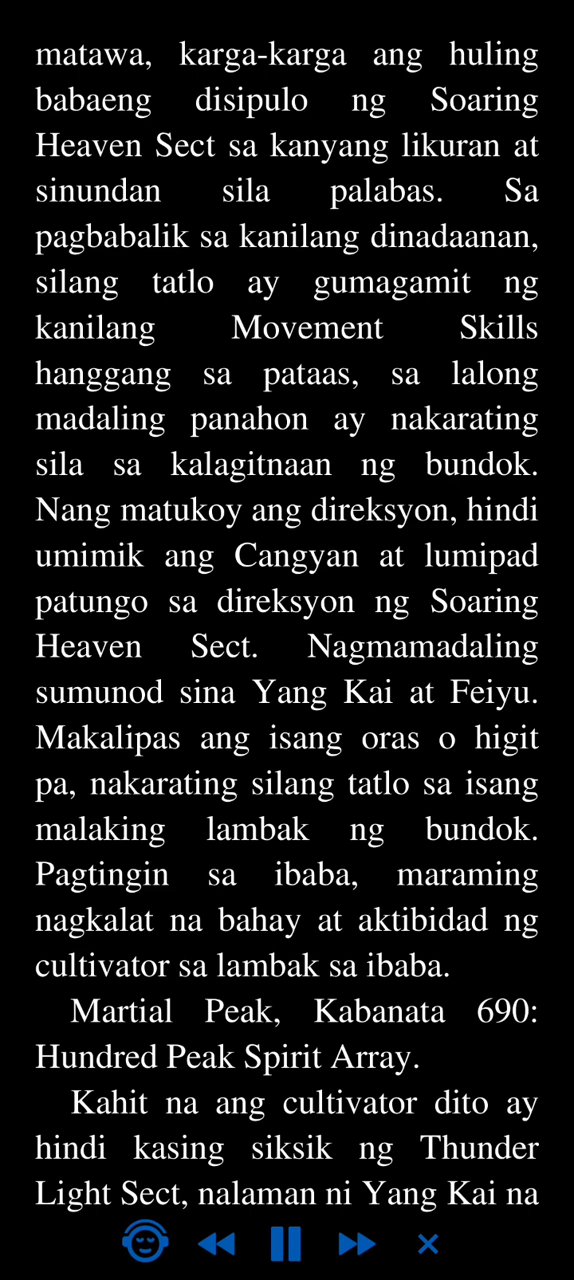 matawa, karga-karga ang huling
babaeng disipulo ng Soaring
Heaven Sect sa kanyang likuran at
sinundan sila palabas. Sa
pagbabalik sa kanilang dinadaanan,
silang tatlo ay gumagamit ng
kanilang Movement Skills
hanggang sa pataas, sa lalong
madaling panahon ay nakarating
sila sa kalagitnaan ng bundok.
Nang matukoy ang direksyon, hindi
umimik ang Cangyan at lumipad
patungo sa direksyon ng Soaring
Heaven Sect. Nagmamadaling
sumunod sina Yang Kai at Feiyu.
Makalipas ang isang oras o higit
pa, nakarating silang tatlo sa isang
malaking lambak ng bundok.
Pagtingin sa ibaba, maraming
nagkalat na bahay at aktibidad ng
cultivator sa lambak sa ibaba.
Martial Peak, Kabanata 690:
Hundred Peak Spirit Array.
Kahit na ang cultivator dito ay
hindi kasing siksik ng Thunder
Light Sect, nalaman ni Yang Kai na